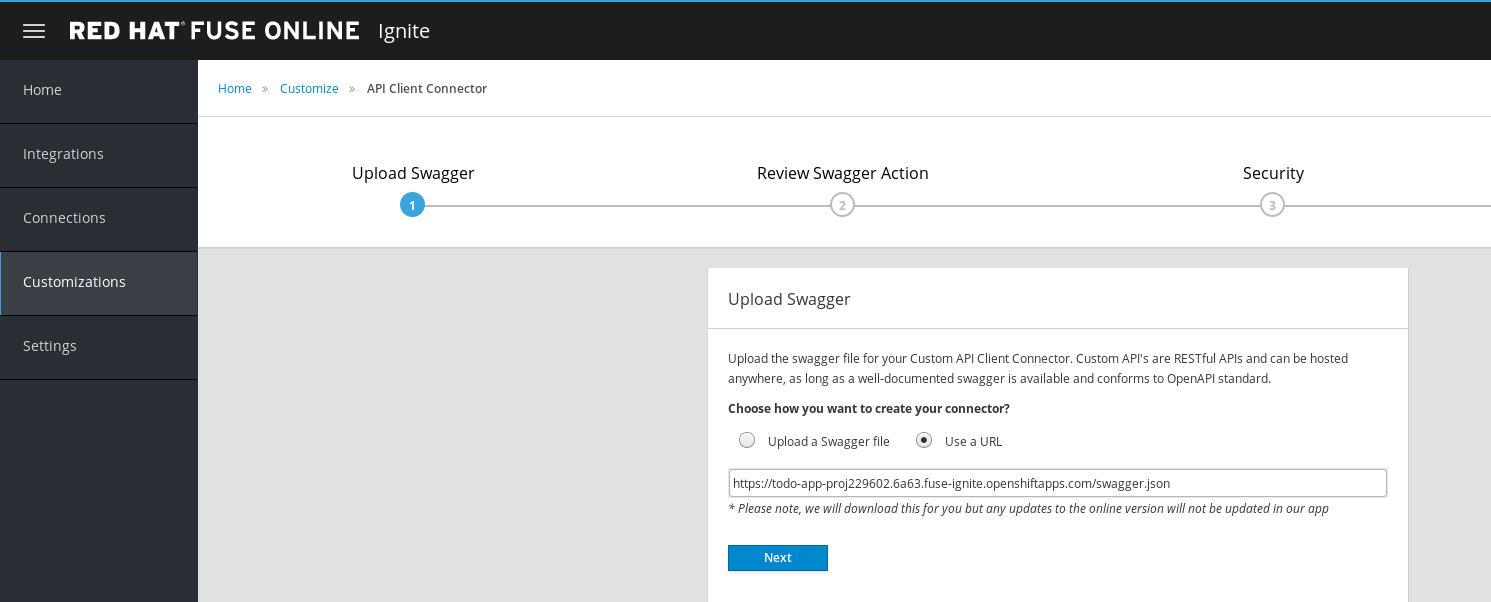 RED HAT® FUSE ONLINE Ignite
Home
Integrations
Connections
Customizations
Settings
Home » Customize » API Client Connector
Upload Swagger
1
Review Swagger Action
2
Security
3
Upload Swagger
Upload the swagger file for your Custom API Client Connector. Custom API's are RESTful APIs and can be hosted
anywhere, as long as a well-documented swagger is available and conforms to OpenAPI standard.
Choose how you want to create your connector?
Upload a Swagger file Use a URL
https://todo-app-proj229602.6a63.fuse-ignite.openshiftapps.com/swagger.json
* Please note, we will download this for you but any updates to the online version will not be updated in our app
Next